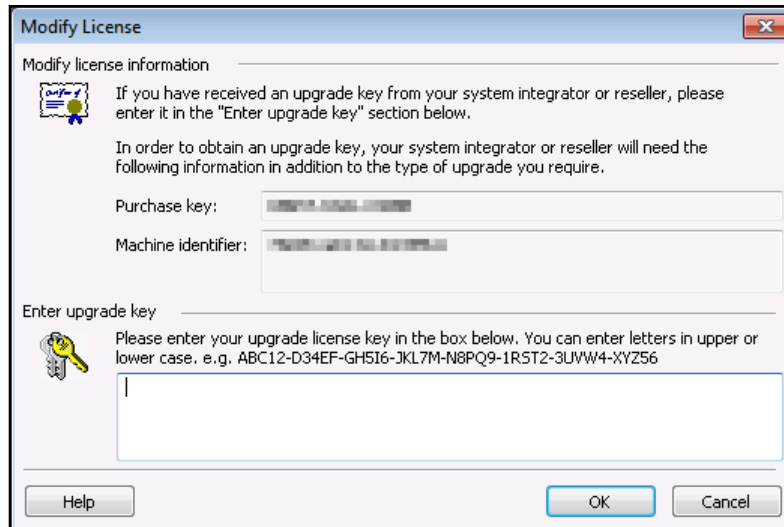 Modify License
Modify license information
If you have received an upgrade key from your system integrator or reseller, please
enter it in the "Enter upgrade key" section below.
In order to obtain an upgrade key, your system integrator or reseller will need the
following information in addition to the type of upgrade you require.
Purchase key:
Machine identifier:
Enter upgrade key
Please enter your upgrade license key in the box below. You can enter letters in upper or
lower case. e.g. ABC12-D34EF-GH5I6-JKL7M-N8PQ9-1RST2-3UVW4-XYZ56
Help
OK
Cancel